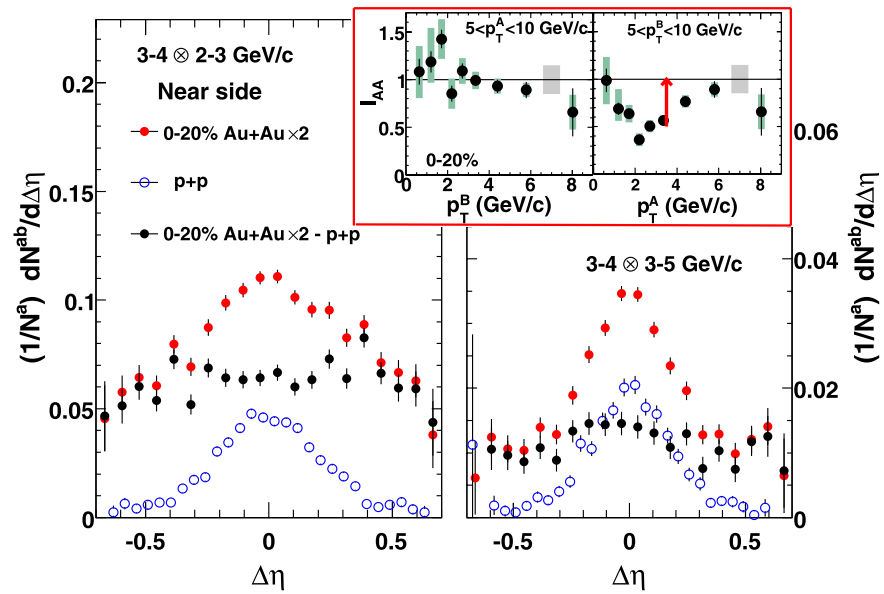 3-4 ⊗ 2-3 GeV/c
Near side
0-20% Au+Au×2
p+p
0-20% Au+Au×2 - p+p
(1/Nᵃ) dNᵃᵇ/dΔη
0.2
0.15
0.1
0.05
0
-0.5 0 0.5
Δη
I_AA
1.5
1
0.5
0
5<p_T^A<10 GeV/c
0-20%
0 2 4 6 8
p_T^B (GeV/c)
5<p_T^B<10 GeV/c
2 4 6 8
p_T^A (GeV/c)
3-4 ⊗ 3-5 GeV/c
0.06
0.04
0.02
0
(1/Nᵃ) dNᵃᵇ/dΔη
-0.5 0 0.5
Δη